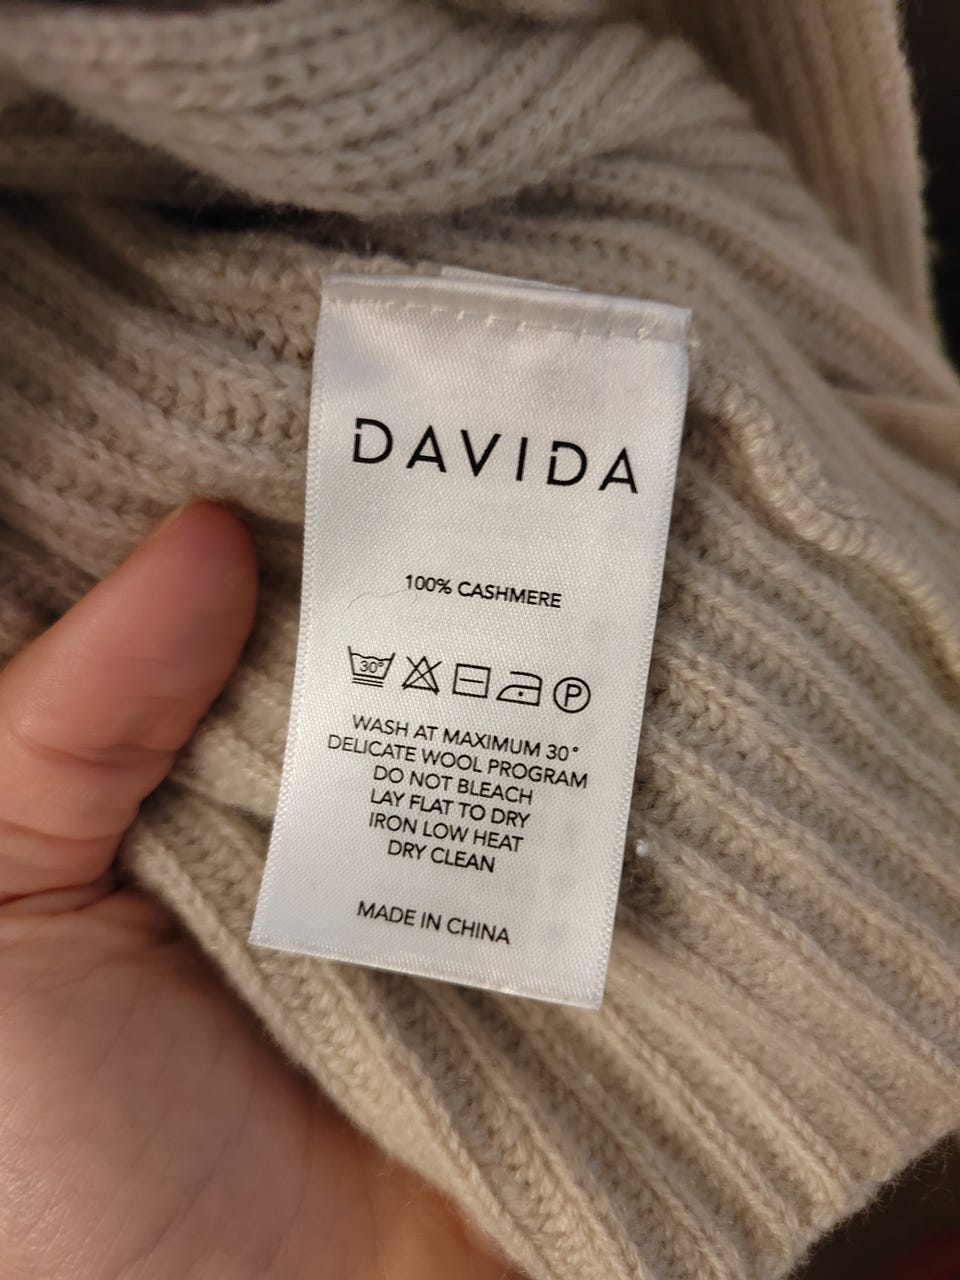 DAVIDA
100% CASHMERE
30° P
WASH AT MAXIMUM 30°
DELICATE WOOL PROGRAM
DO NOT BLEACH
LAY FLAT TO DRY
IRON LOW HEAT
DRY CLEAN
MADE IN CHINA